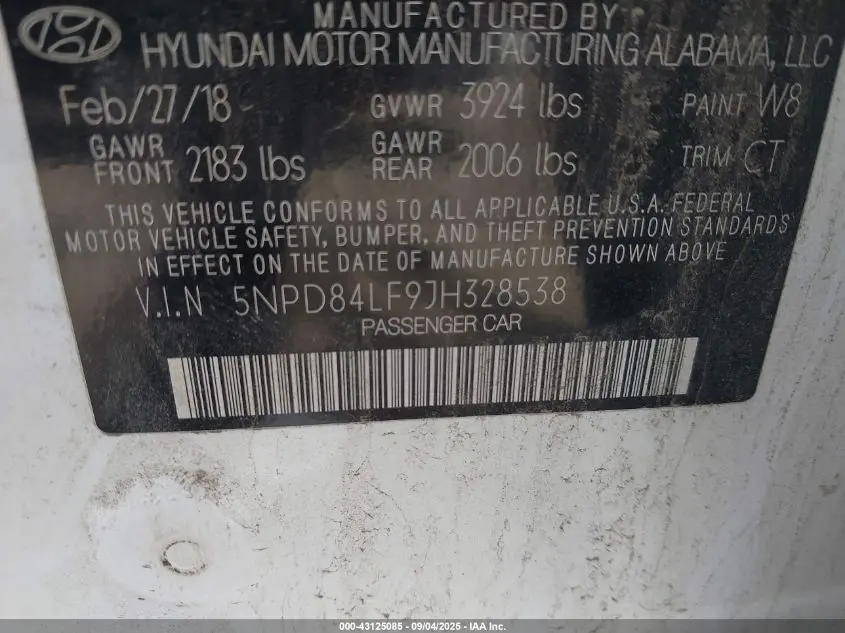 MANUFACTURED BY
HYUNDAI MOTOR MANUFACTURING ALABAMA, LLC
Feb/27/18 GVWR 3924 lbs PAINT W8
GAWR FRONT 2183 lbs GAWR REAR 2006 lbs TRIM CT
THIS VEHICLE CONFORMS TO ALL APPLICABLE U.S.A. FEDERAL
MOTOR VEHICLE SAFETY, BUMPER, AND THEFT PREVENTION STANDARDS
IN EFFECT ON THE DATE OF MANUFACTURE SHOWN ABOVE
V.I.N 5NPD84LF9JH328538
PASSENGER CAR
000-43125085 - 09/04/2025 - IAA Inc.